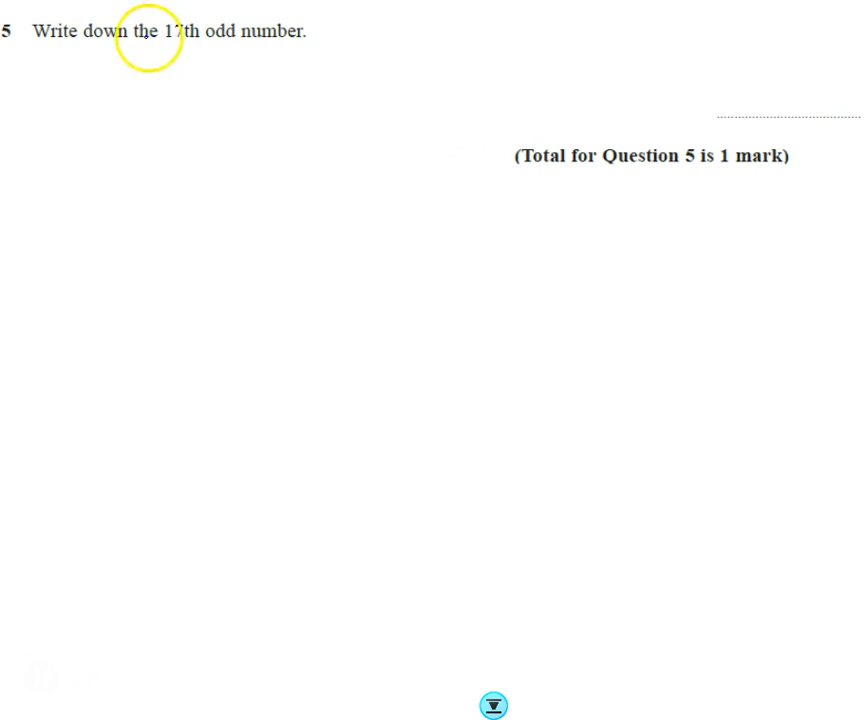 5 Write down the 17th odd number.
(Total for Question 5 is 1 mark)